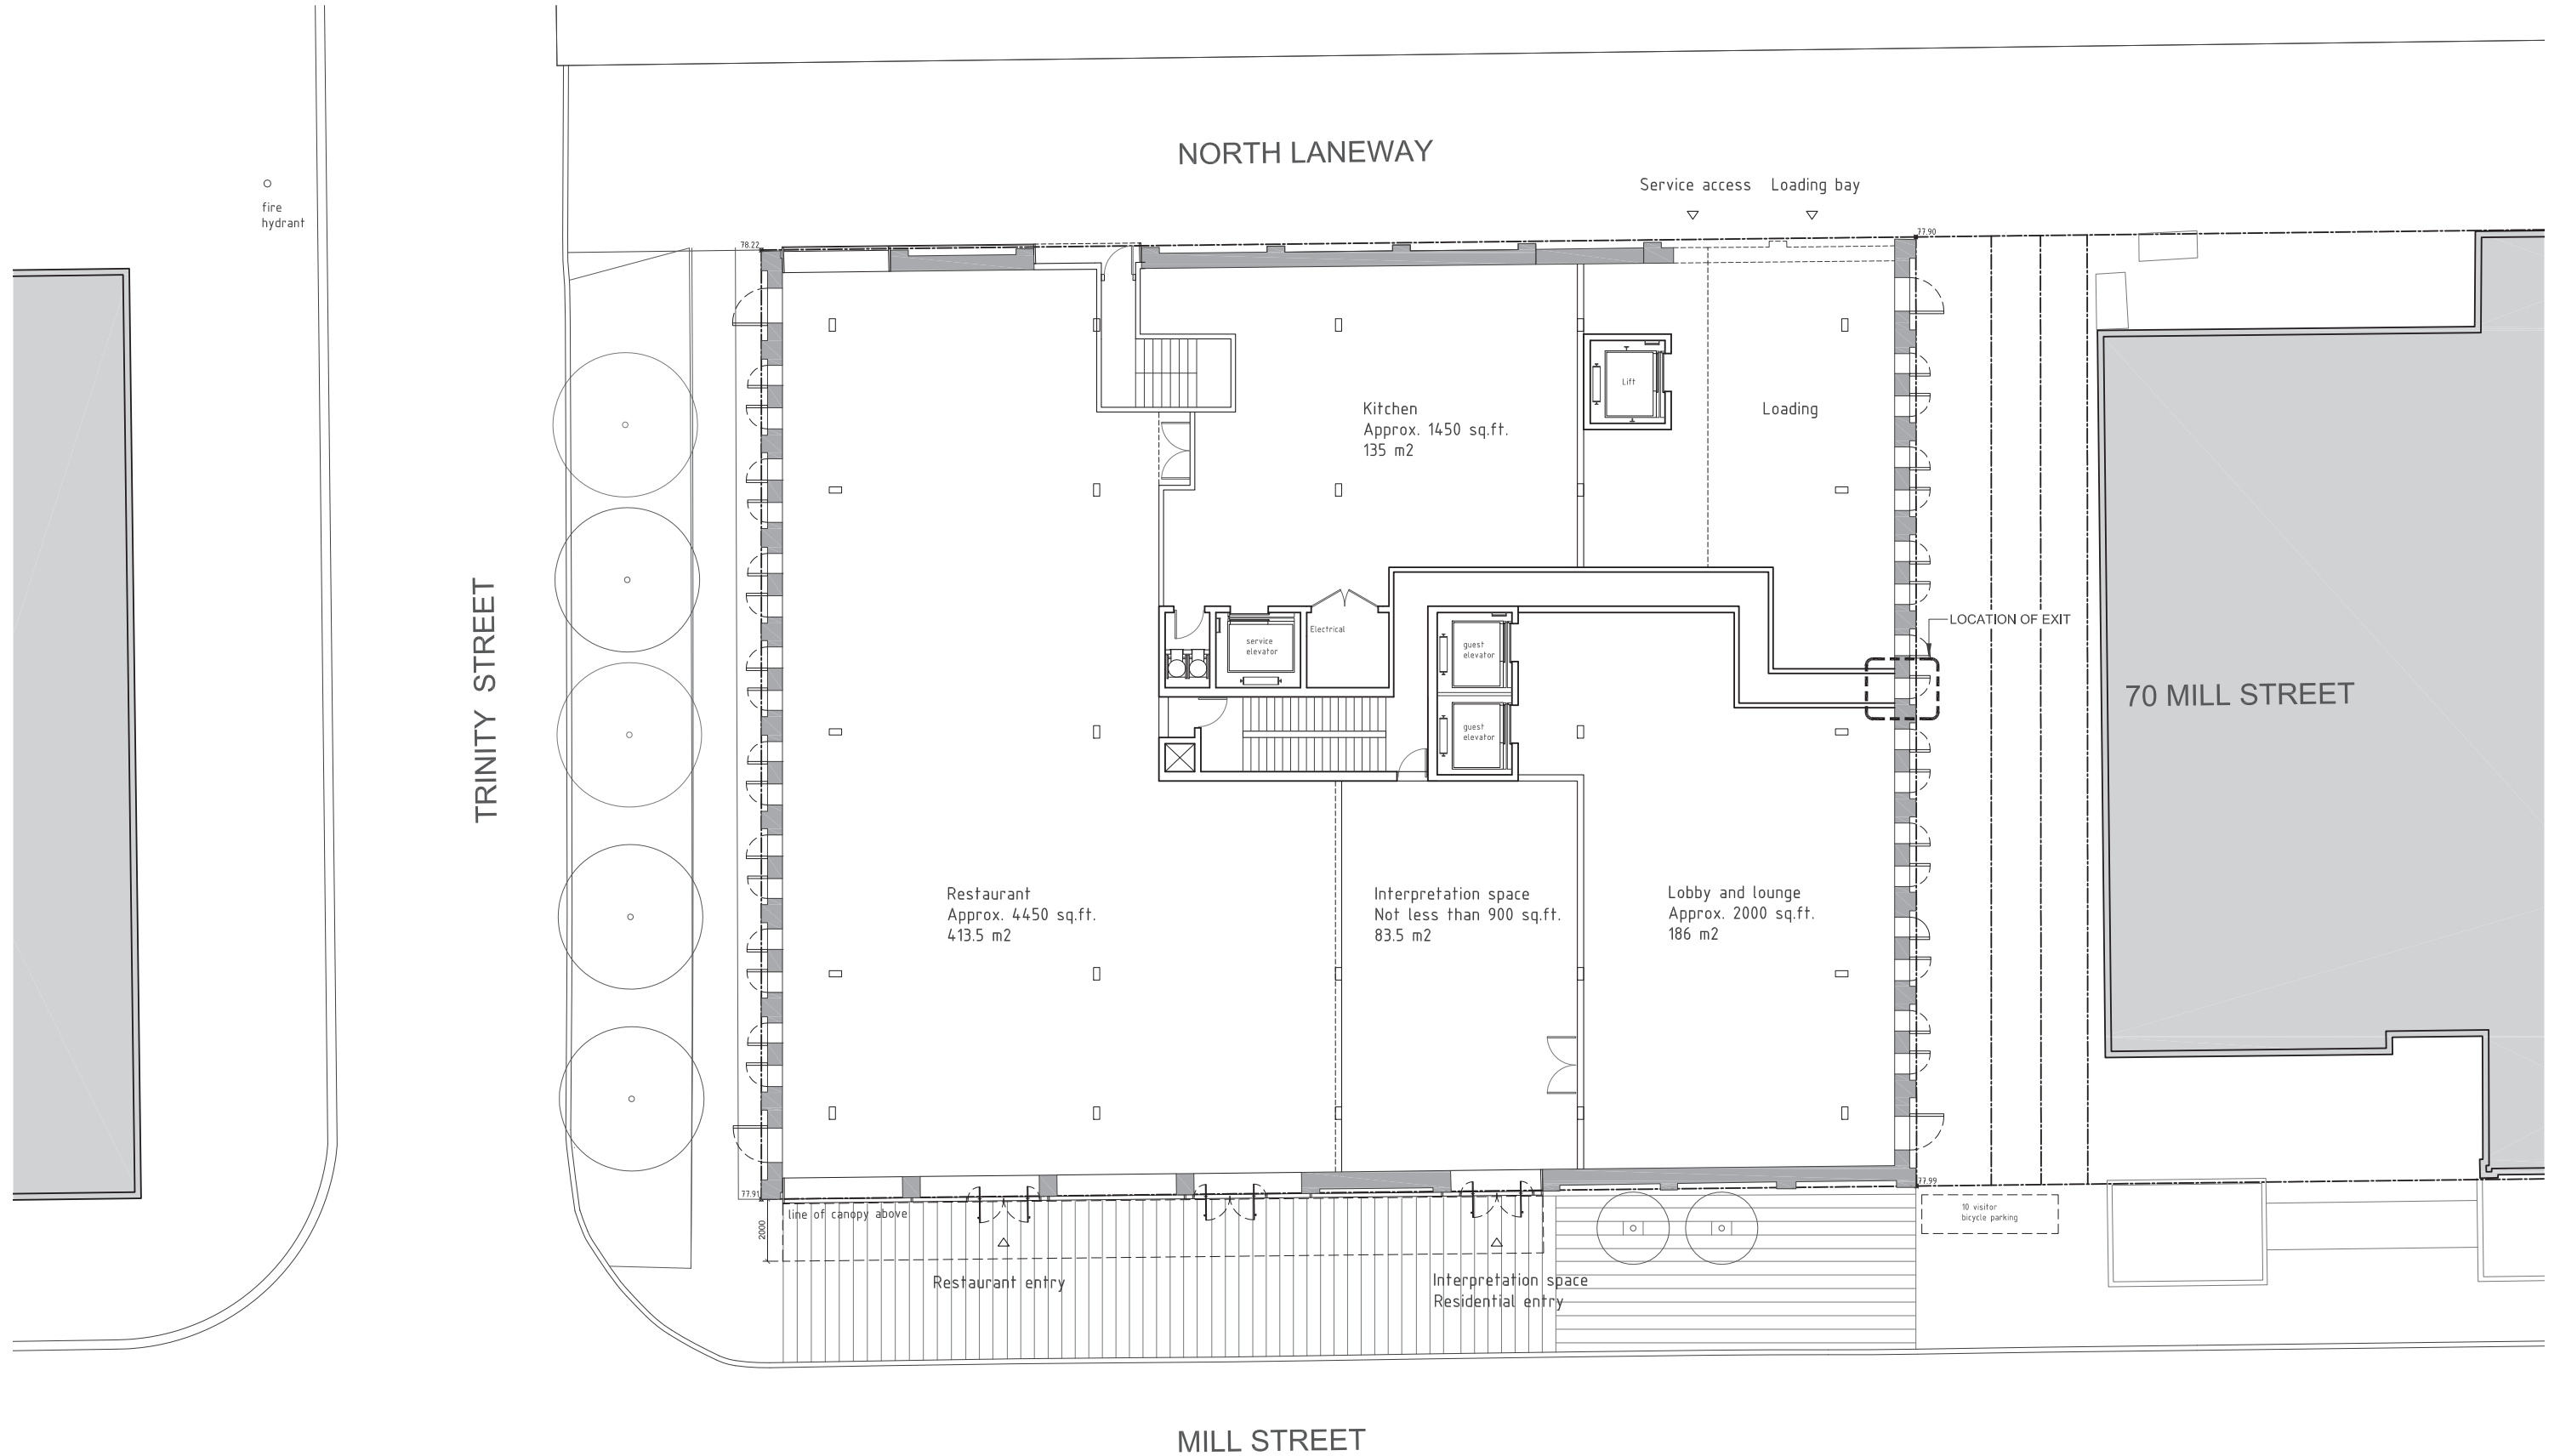 NORTH LANEWAY
Service access
Loading bay
fire
hydrant
78.22
77.90
Lift
Kitchen
Approx. 1450 sq.ft.
135 m2
Loading
TRINITY STREET
LOCATION OF EXIT
Electrical
service
elevator
guest
elevator
70 MILL STREET
guest
elevator
Restaurant
Approx. 4450 sq.ft.
413.5 m2
Interpretation space
Not less than 900 sq.ft.
83.5 m2
Lobby and lounge
Approx. 2000 sq.ft.
186 m2
77.91
77.99
line of canopy above
2000
10 visitor
bicycle parking
Restaurant entry
Interpretation space
Residential entry
MILL STREET